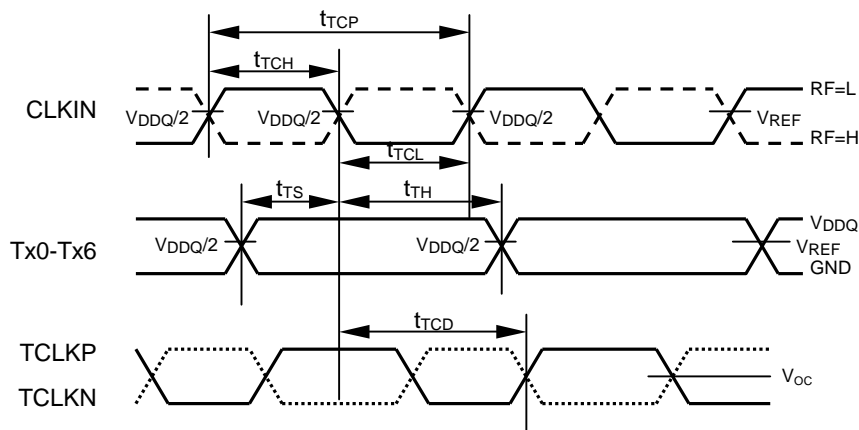 tTCP
tTCH
RF=L
CLKIN
VDDQ/2
VDDQ/2
VDDQ/2
VREF
RF=H
tTCL
tTS
tTH
VDDQ
Tx0-Tx6
VDDQ/2
VDDQ/2
VREF
GND
tTCD
TCLKP
VOC
TCLKN